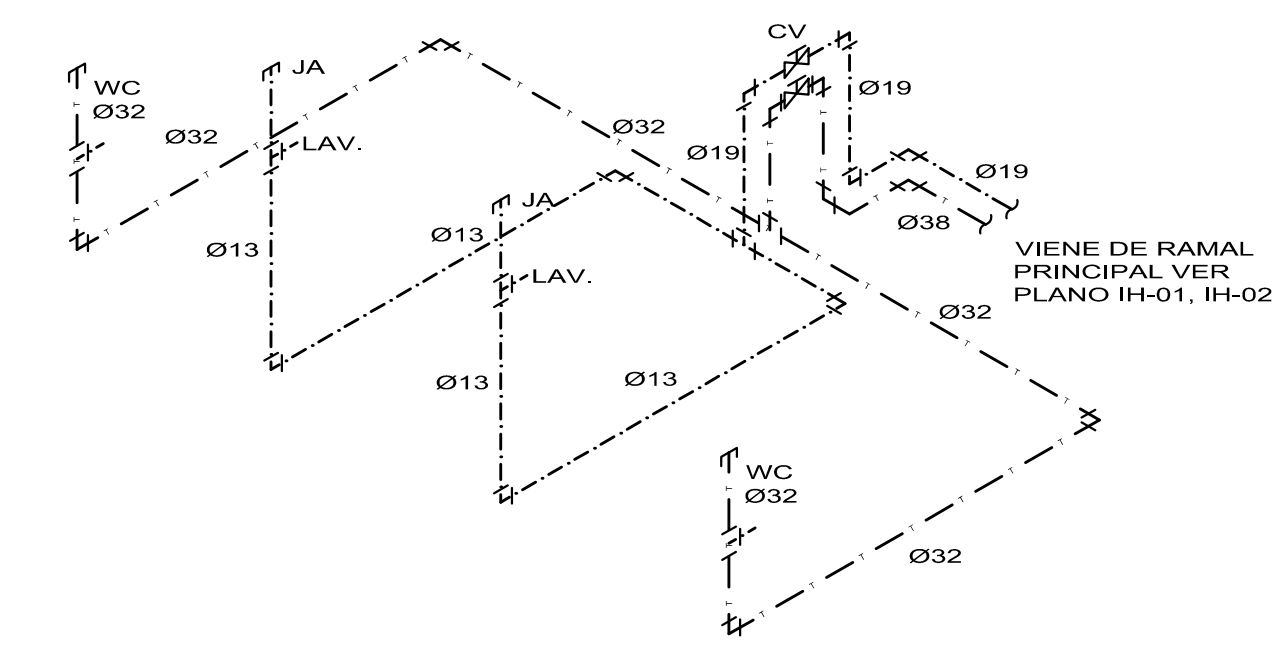 CV
WC
Ø32
JA
Ø32
LAV.
Ø32
Ø19
Ø19
Ø19
Ø38
VIENE DE RAMAL
PRINCIPAL VER
PLANO IH-01, IH-02
JA
Ø13
Ø13
LAV.
Ø32
Ø13
Ø13
WC
Ø32
Ø32